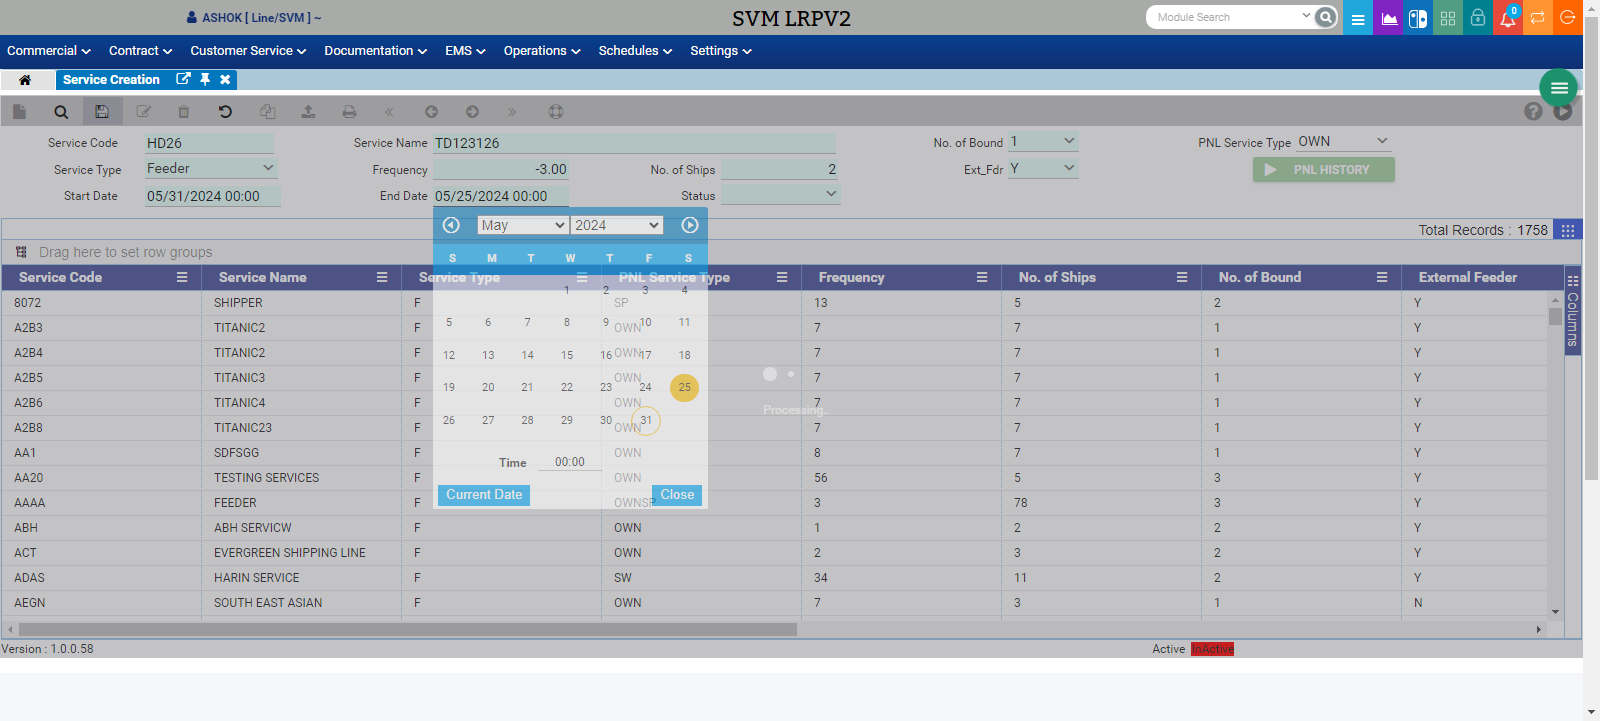 ASHOK [ Line/SVM ] ~
SVM LRPV2
Module Search
0
Commercial Contract Customer Service Documentation EMS Operations Schedules Settings
Service Creation
Service Code HD26 Service Name TD123126 No. of Bound 1 PNL Service Type OWN
Service Type Feeder Frequency -3.00 No. of Ships 2 Ext_Fdr Y PNL HISTORY
Start Date 05/31/2024 00:00 End Date 05/25/2024 00:00 Status
May 2024
Total Records : 1758
Drag here to set row groups
S M T W T F S
Service Code Service Name Service Type PNL Service Type Frequency No. of Ships No. of Bound External Feeder
Columns
1 2 3 4
5 6 7 8 9 10 11
12 13 14 15 16 17 18
19 20 21 22 23 24 25
26 27 28 29 30 31
Time 00:00
Current Date Close
Processing..
8072 SHIPPER F SP 13 5 2 Y
A2B3 TITANIC2 F OWN 7 7 1 Y
A2B4 TITANIC2 F OWN 7 7 1 Y
A2B5 TITANIC3 F OWN 7 7 1 Y
A2B6 TITANIC4 F OWN 7 7 1 Y
A2B8 TITANIC23 F OWN 7 7 1 Y
AA1 SDFSGG F OWN 8 7 1 Y
AA20 TESTING SERVICES F OWN 56 5 3 Y
AAAA FEEDER F OWNSP 3 78 3 Y
ABH ABH SERVICW F OWN 1 2 2 Y
ACT EVERGREEN SHIPPING LINE F OWN 2 3 2 Y
ADAS HARIN SERVICE F SW 34 11 2 Y
AEGN SOUTH EAST ASIAN F OWN 7 3 1 N
Version : 1.0.0.58
Active InActive